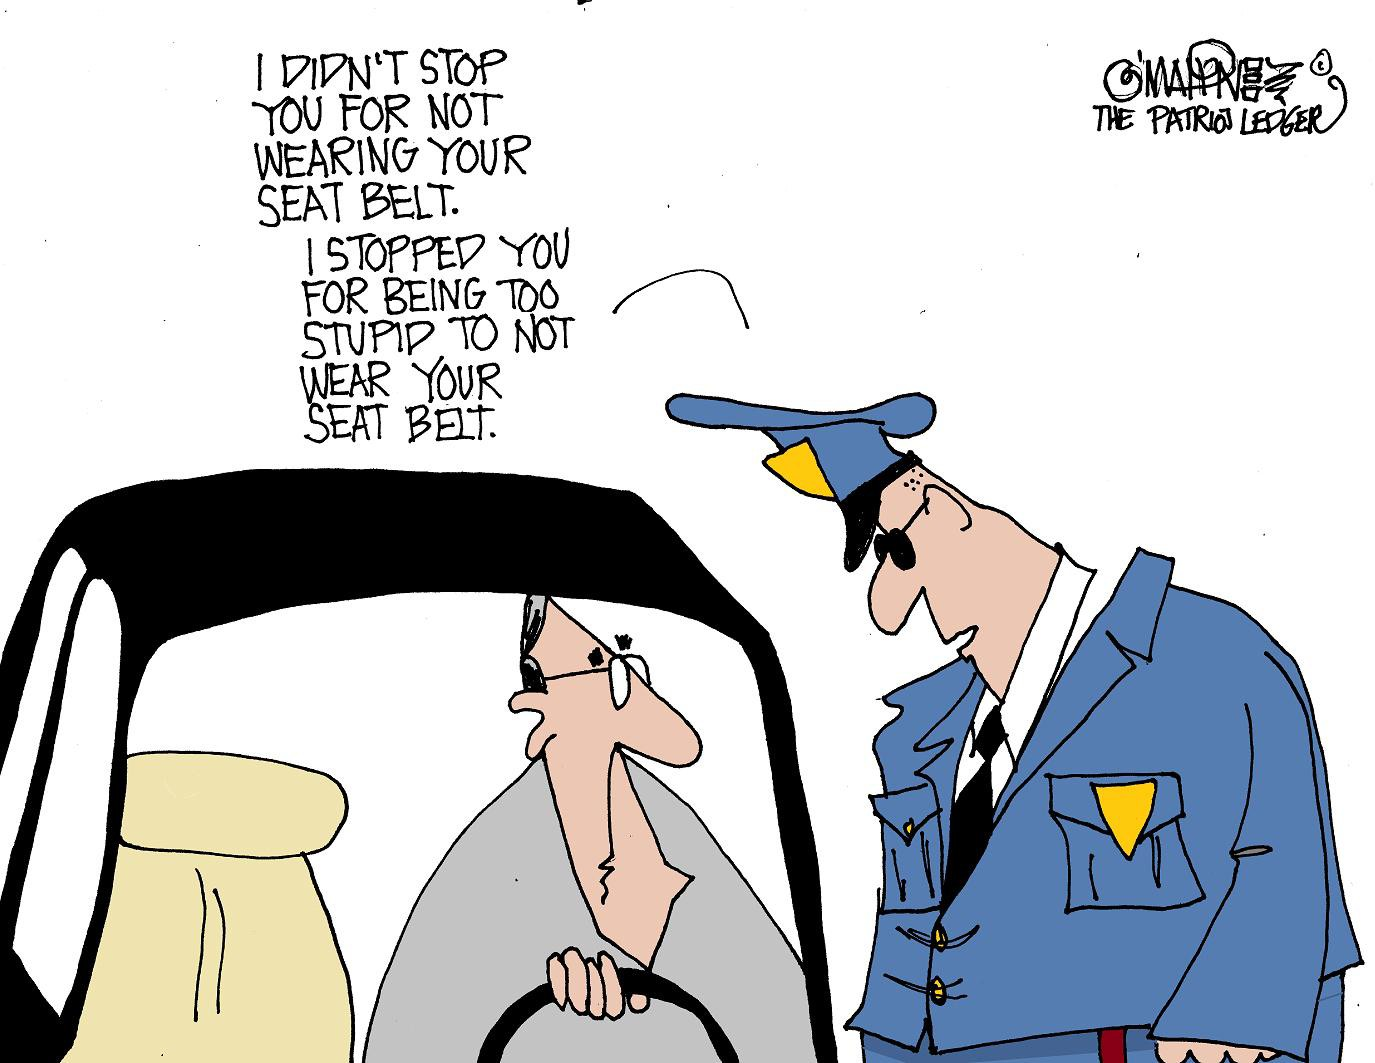 I DIDN'T STOP
YOU FOR NOT
WEARING YOUR
SEAT BELT.
I STOPPED YOU
FOR BEING TOO
STUPID TO NOT
WEAR YOUR
SEAT BELT.
THE PATRIOT LEDGER